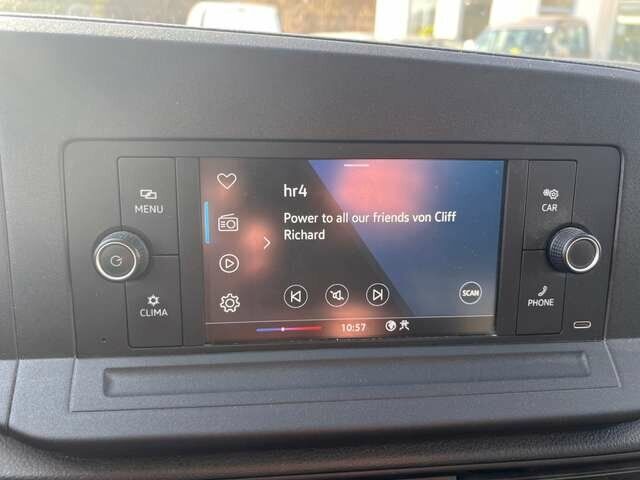 MENU
CLIMA
hr4
Power to all our friends von Cliff
Richard
SCAN
10:57
CAR
PHONE